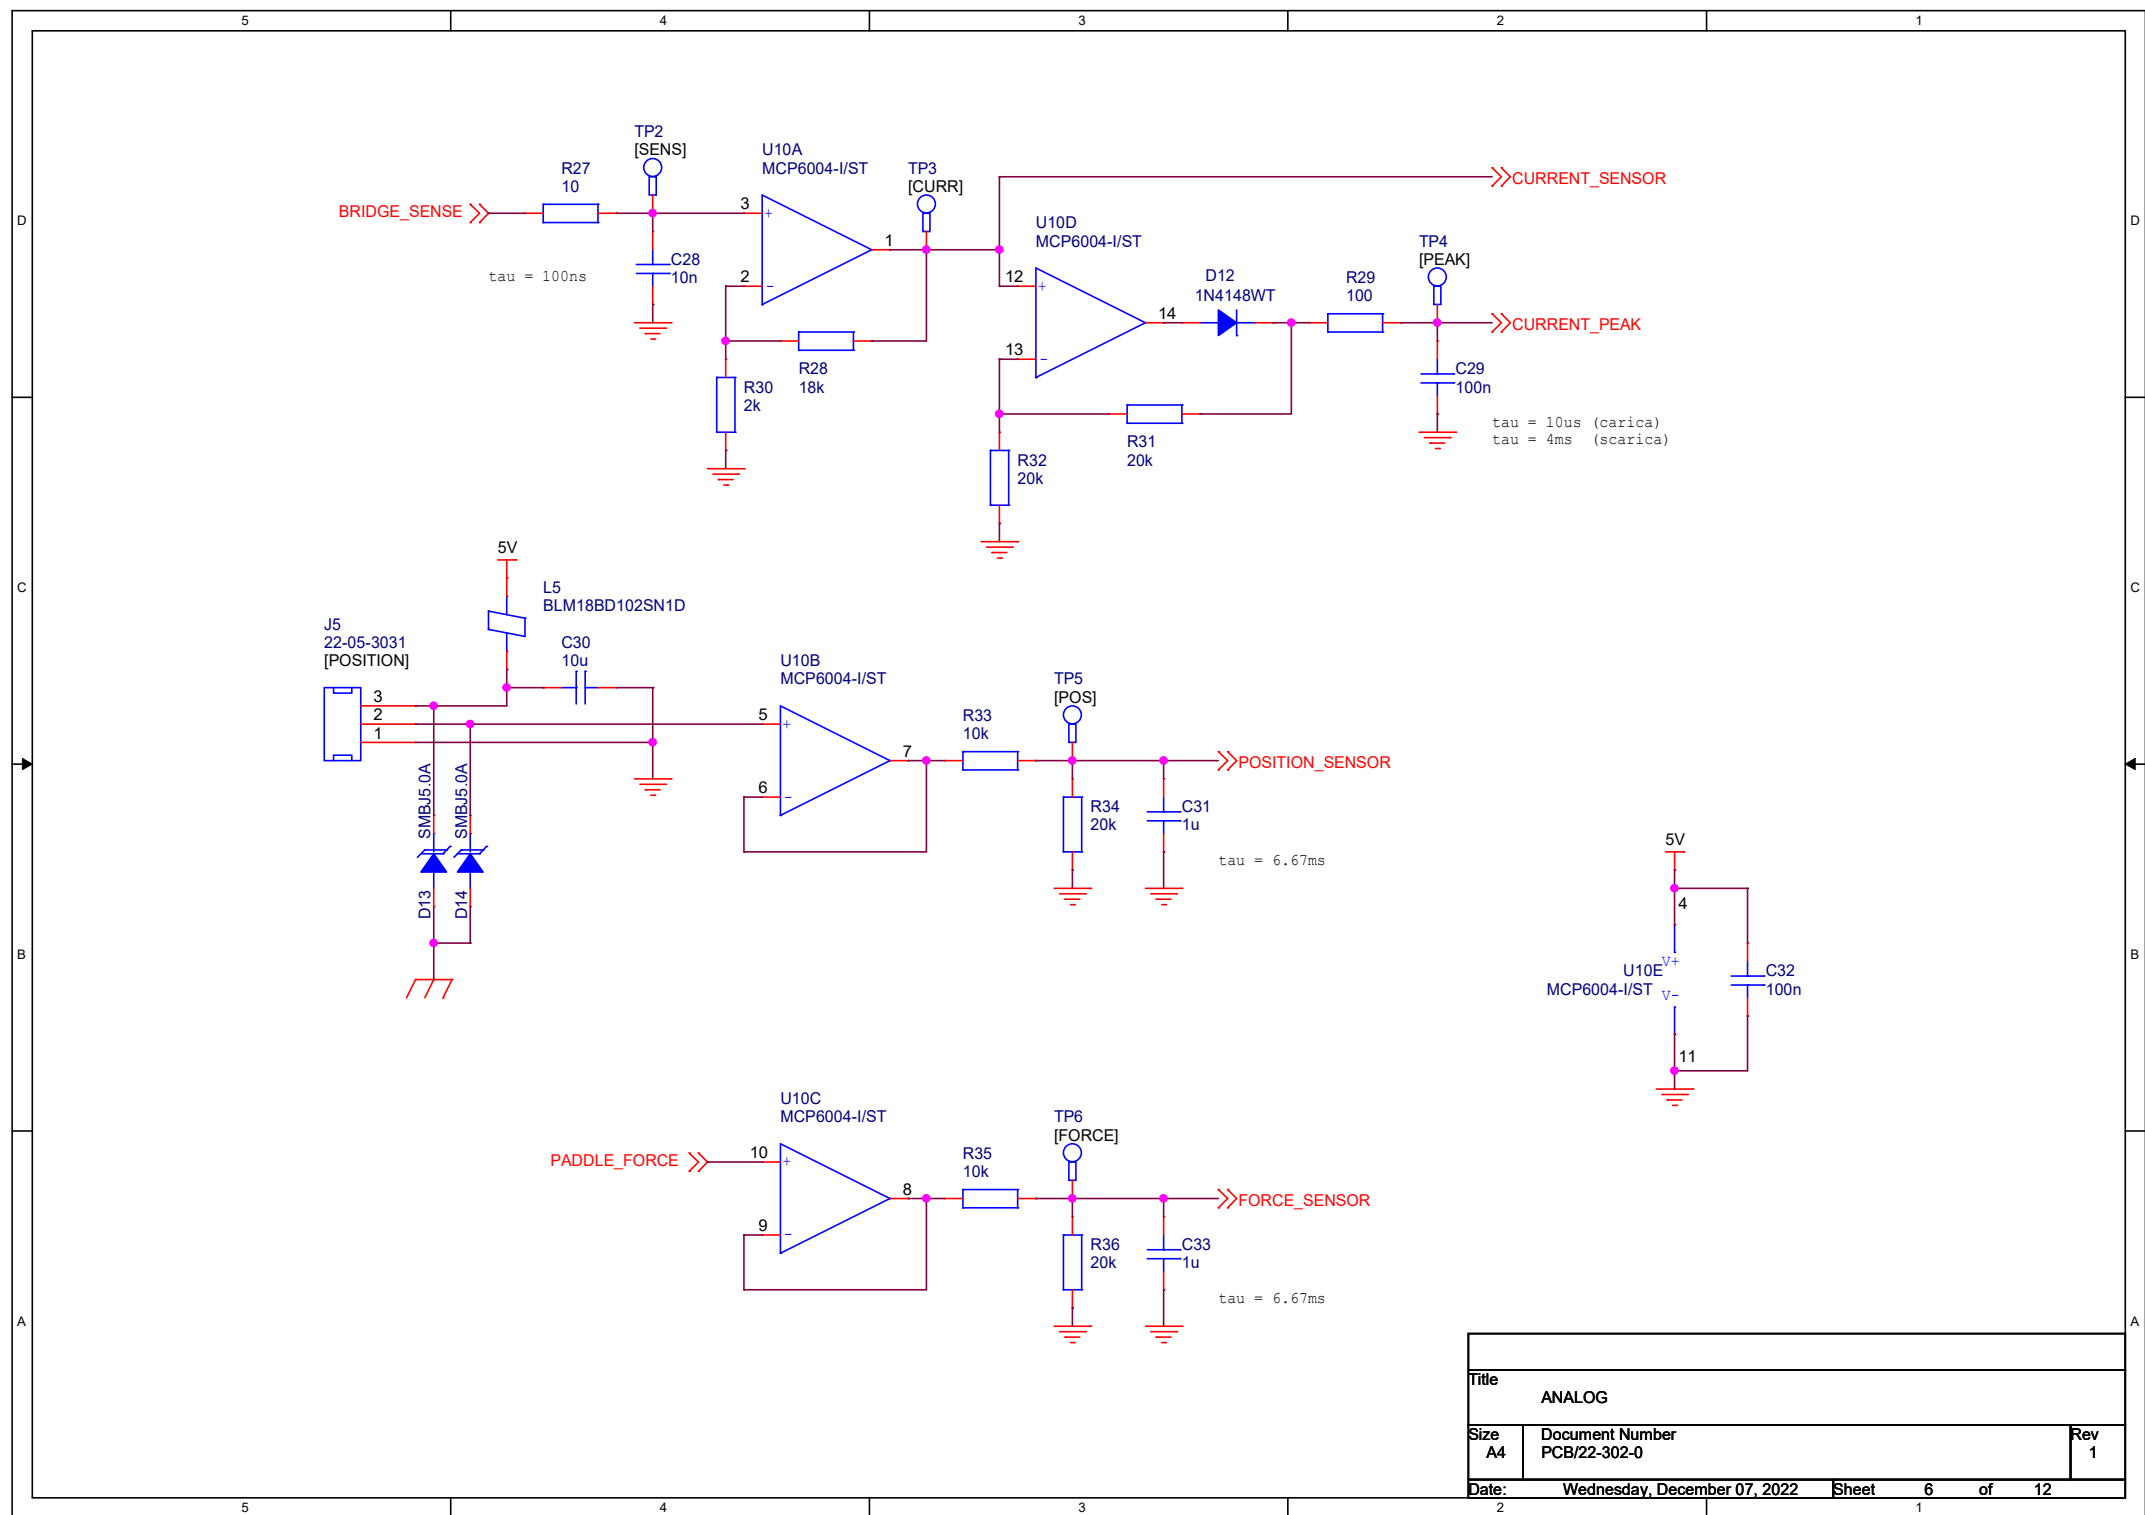 5 4 3 2 1
D D
C C
B B
A A
TP2
[SENS]
R27
10
BRIDGE_SENSE
tau = 100ns
C28
10n
U10A
MCP6004-I/ST
3
+
2
-
1
TP3
[CURR]
R28
18k
R30
2k
CURRENT_SENSOR
U10D
MCP6004-I/ST
12
+
13
-
14
D12
1N4148WT
R29
100
TP4
[PEAK]
CURRENT_PEAK
C29
100n
tau = 10us (carica)
tau = 4ms (scarica)
R31
20k
R32
20k
5V
L5
BLM18BD102SN1D
J5
22-05-3031
[POSITION]
C30
10u
3
2
1
SMBJ5.0A
SMBJ5.0A
D13
D14
U10B
MCP6004-I/ST
5
+
6
-
7
R33
10k
TP5
[POS]
POSITION_SENSOR
R34
20k
C31
1u
tau = 6.67ms
5V
4
V+
U10E
MCP6004-I/ST
V-
11
C32
100n
U10C
MCP6004-I/ST
PADDLE_FORCE
10
+
9
-
8
R35
10k
TP6
[FORCE]
FORCE_SENSOR
R36
20k
C33
1u
tau = 6.67ms
Title
ANALOG
Size
A4
Document Number
PCB/22-302-0
Rev
1
Date: Wednesday, December 07, 2022 Sheet 6 of 12
5 4 3 2 1